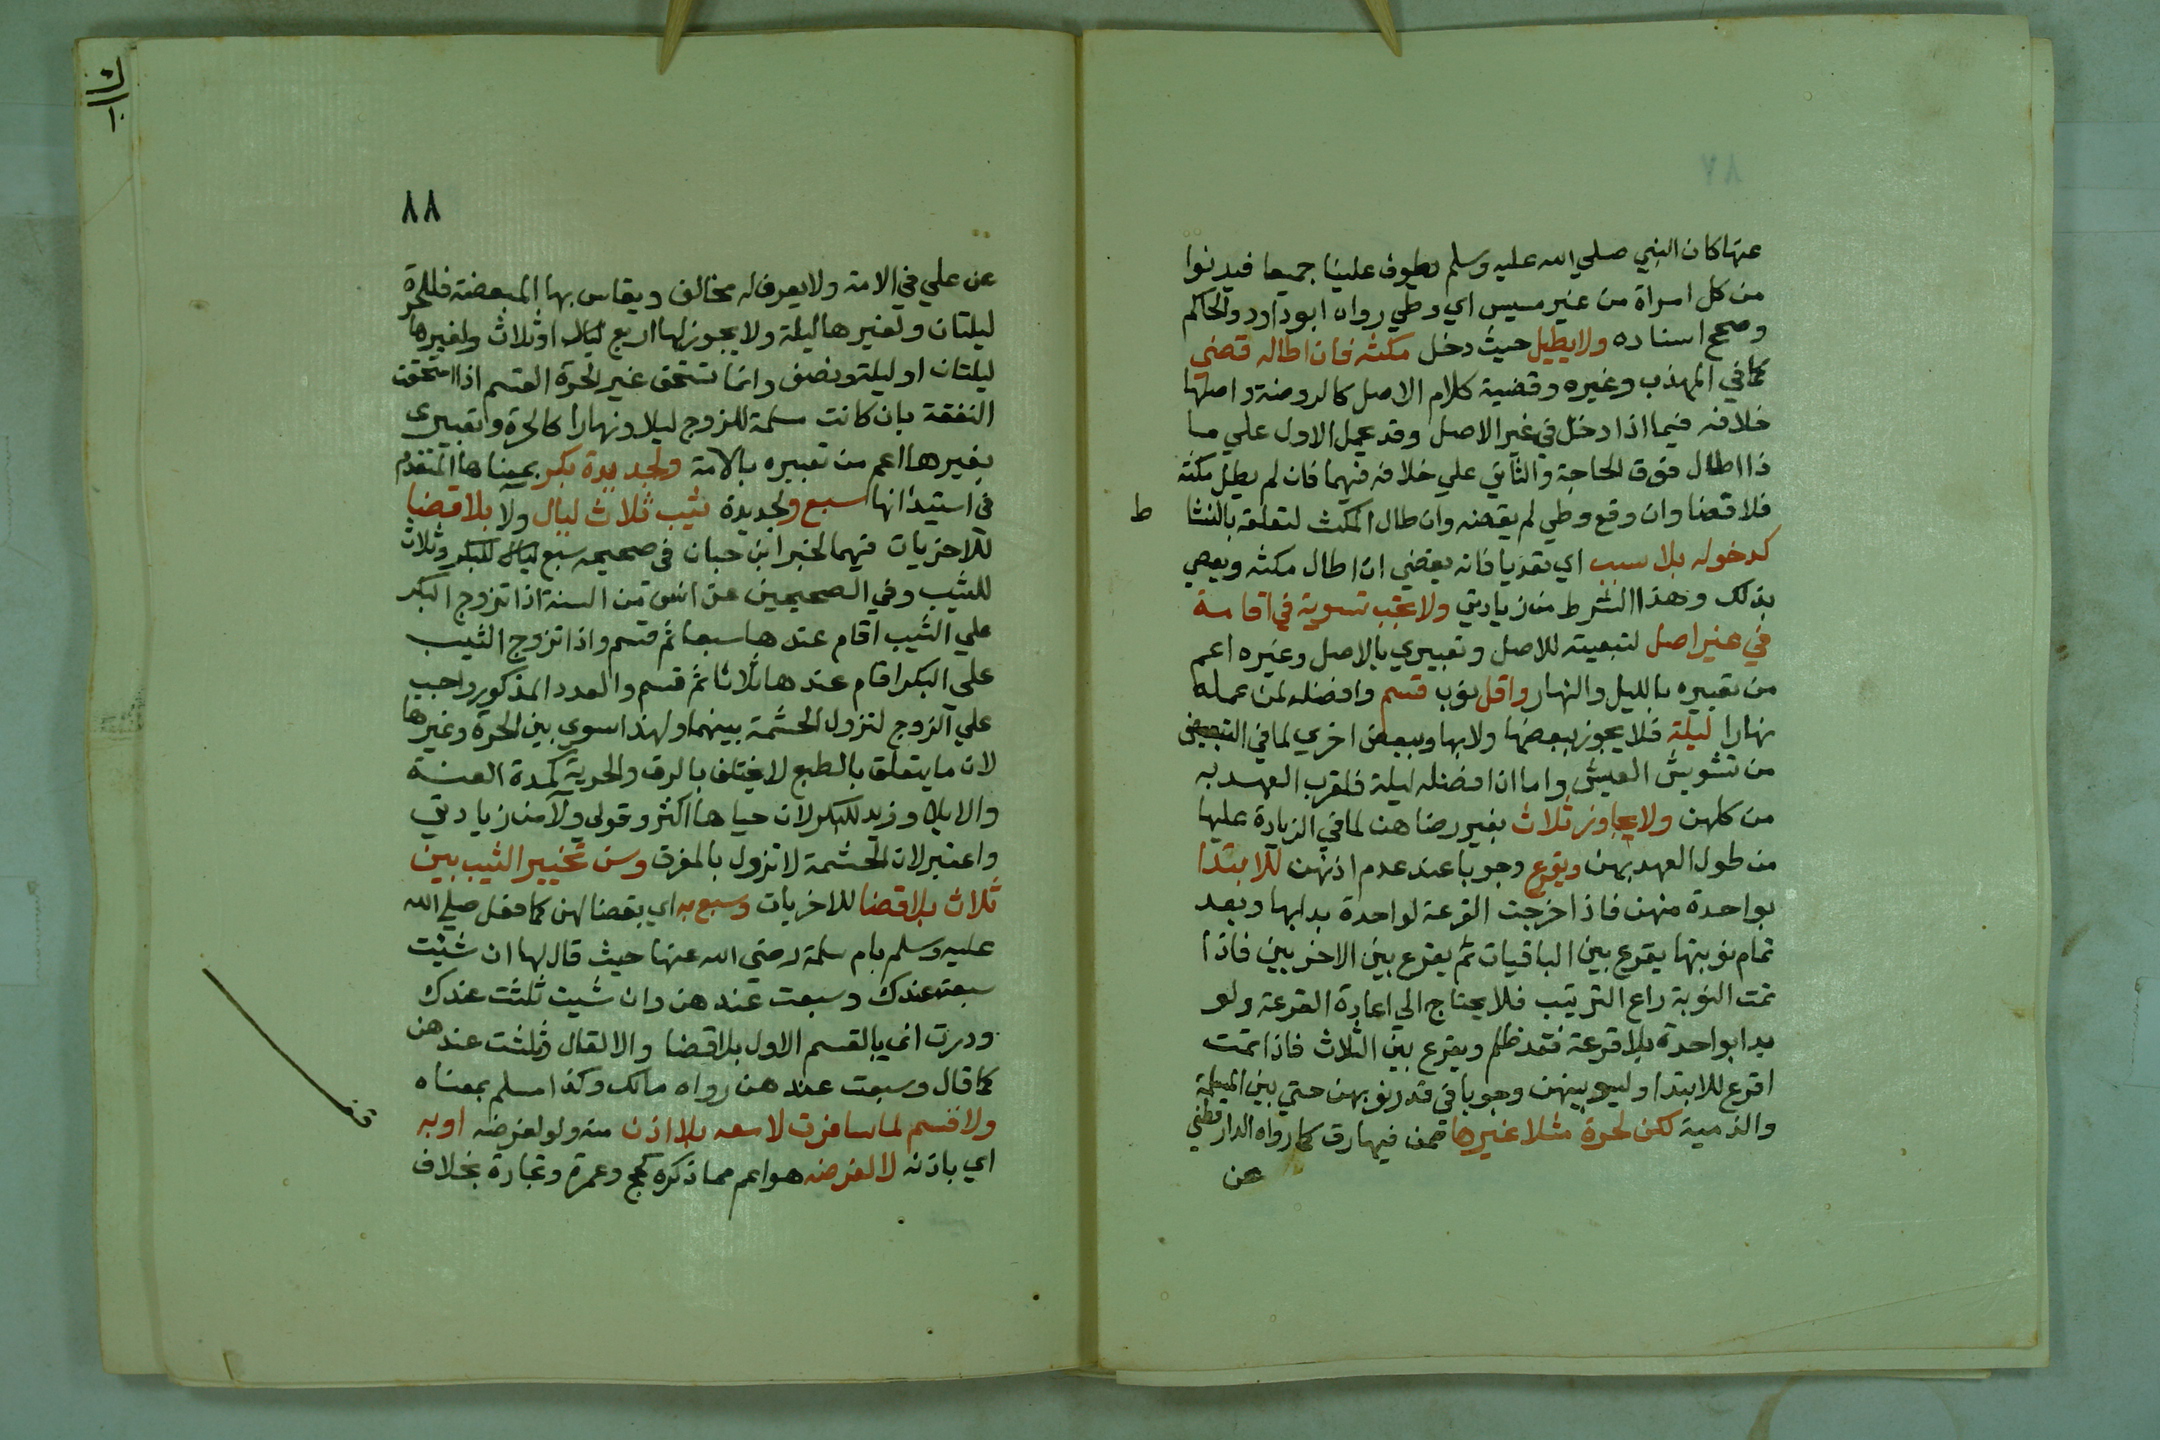 عنها كان النبي صلي الله عليه وسلم يطوف علينا جميعا فيدنوا
من كل امراة من غير مسيس اي وطي رواه ابو داود والحاكم
وصحح اسناده ولا يطيل حيث دخل مكثه فان اطاله قضي
كما في المهذب وغيره وقضية كلام الاصل كالروضة واصلها
خلافه فيما اذا دخل في غير الاصل وقد يحمل الاول علي ما
اذا اطال فوق الحاجة والثاني علي خلافه فيهما فان لم يطل مكثه
فلا قضا وان وقع وطي لم يقضه وان طال المكث لتعلقه بالنشا
ط
كدخوله بلا سبب اي تعديا فانه يقضي ان اطال مكثه ويعصي
بذلك وهذا الشرط من زيادتي ولا يجب تسوية في اقامة
في غير اصل لتبعيته للاصل وتعبيري بالاصل وغيره اعم
من تعبيره بالليل والنهار واقل نوب قسم وافضله لمن عمله
نهارا ليلة فلا يجوز ببعضها ولا بها وببعض اخري لما في التبعيض
من تشويش العيش واما ان افضله ليلة فلقرب العهد به
من كلهن ولا يجاوز ثلاث بغير رضاهن لما في الزيادة عليها
من طول العهد بهن ويقرع وجوبا عند عدم اذنهن للابتدا
بواحدة منهن فاذا خرجت القرعة لواحدة بدا بها وبعد
تمام نوبتها يقرع بين الباقيات ثم يقرع بين الاخريين فاذا
تمت النوبة راع الترتيب فلا يحتاج الي اعادة القرعة ولو
بدا بواحدة بلا قرعة فقد ظلم ويقرع بين الثلاث فاذا تمت
اقرع للابتدا وليسو بينهن وجوبا في قدر نوبهن حتي بين المسلمة
والذمية لكن لحرة مثلا غيرها فمن فيها رق كما رواه الدارقطني
عن
٨٨
عن علي في الامة ولا يعرف له مخالف ويقاس بها المبعضة فللحرة
ليلتان ولغيرها ليلة ولا يجوز لها اربع ليال او ثلاث ولغيرها
ليلتان او ليلة ونصف وانما تستحق غير الحرة القسم اذا استحقت
النفقة بان كانت مسلمة للزوج ليلا ونهارا كالحرة وتعبيري
بغيرها اعم من تعبيره بالامة ولجديدة بكر بمعناها المتقدم
في استيذانها سبع ولجديدة ثيب ثلاث ليال ولا بلا قضا
للاخريات فيهما لخبر ابن حبان في صحيحه سبع ليال للبكر وثلاث
للثيب وفي الصحيحين عن انس من السنة اذا تزوج البكر
علي الثيب اقام عندها سبعا ثم قسم واذا تزوج الثيب
علي البكر اقام عندها ثلاثا ثم قسم والعدد المذكور واجب
علي الزوج لتزول الحشمة بينهما ولهذا سوي بين الحرة وغيرها
لان ما يتعلق بالطبع لا يختلف بالرق والحرية كمدة العنة
والايلا وزيد للبكر لان حياها اكثر وقولي ولا من زيادتي
واعتبر لان الحشمة لا تزول بالمفرق وسن تخيير الثيب بين
ثلاث بلا قضا للاخريات وسبع به اي بقضا لهن كما فعل صلي الله
عليه وسلم بام سلمة رضي الله عنها حيث قال لها ان شئت
سبعت عندك وسبعت عندهن وان شيت ثلثت عندك
ودرت اي بالقسم الاول بلا قضا والا لقال وثلثت عندهن
كما قال وسبعت عندهن رواه مالك وكذا مسلم بمعناه
ولا قسم لمن سافرت لا معه بلا اذن منه ولو لغرضه او به
اي باذنه لا لغرضه هو اعم مما ذكره كحج وعمرة وتجارة بخلاف